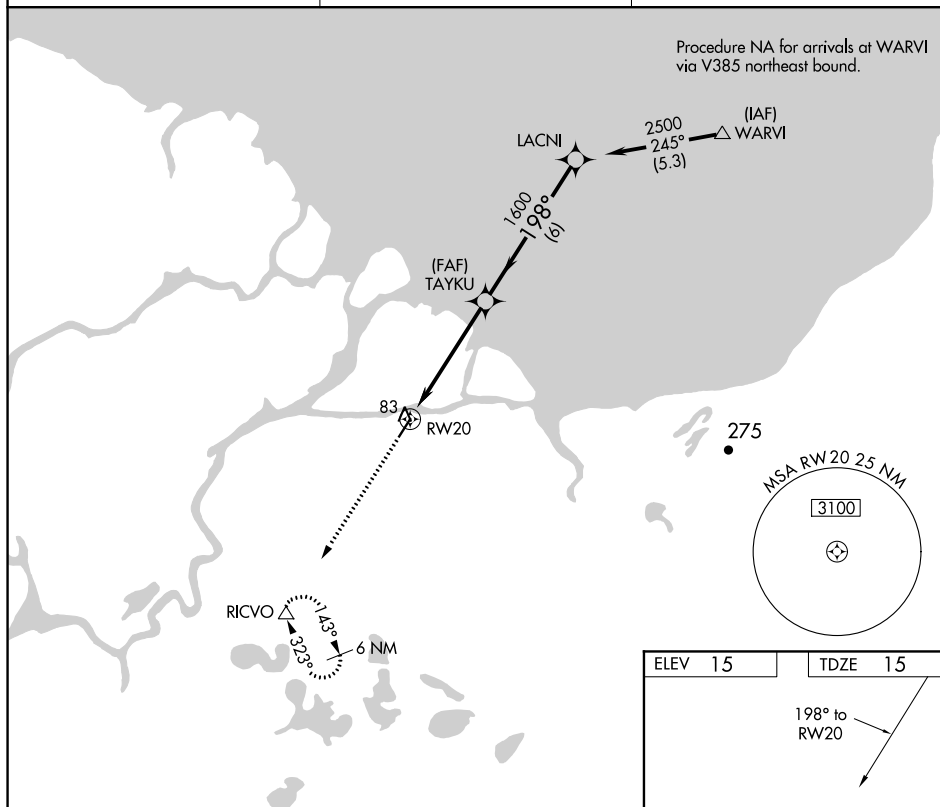 Procedure NA for arrivals at WARVI
via V385 northeast bound.
(IAF)
WARVI
2500
245°
(5.3)
LACNI
1600
198°
(6)
(FAF)
TAYKU
83
RW20
275
MSA RW20 25 NM
3100
RICVO
143°
323°
6 NM
ELEV 15
TDZE 15
198° to
RW20